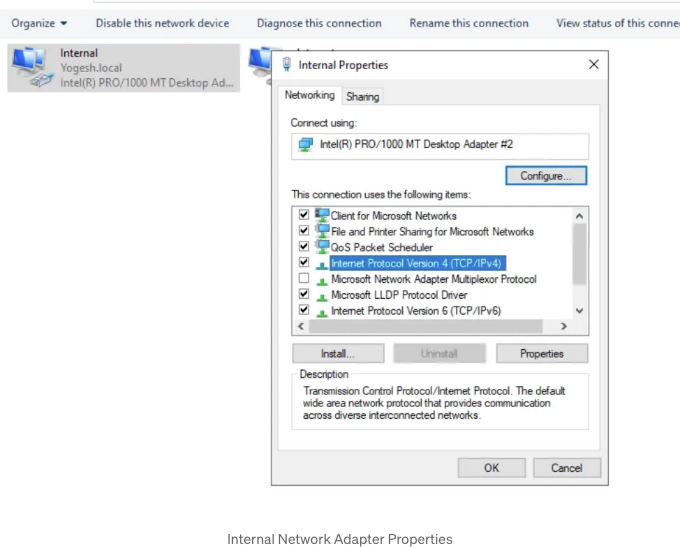 Organize Disable this network device Diagnose this connection Rename this connection View status of this conne
Internal
Yogesh.local
Intel(R) PRO/1000 MT Desktop Ad...
Internal Properties
Networking Sharing
Connect using:
Intel(R) PRO/1000 MT Desktop Adapter #2
Configure...
This connection uses the following items:
Client for Microsoft Networks
File and Printer Sharing for Microsoft Networks
QoS Packet Scheduler
Internet Protocol Version 4 (TCP/IPv4)
Microsoft Network Adapter Multiplexor Protocol
Microsoft LLDP Protocol Driver
Internet Protocol Version 6 (TCP/IPv6)
Install... Uninstall Properties
Description
Transmission Control Protocol/Internet Protocol. The default
wide area network protocol that provides communication
across diverse interconnected networks.
OK Cancel
Internal Network Adapter Properties